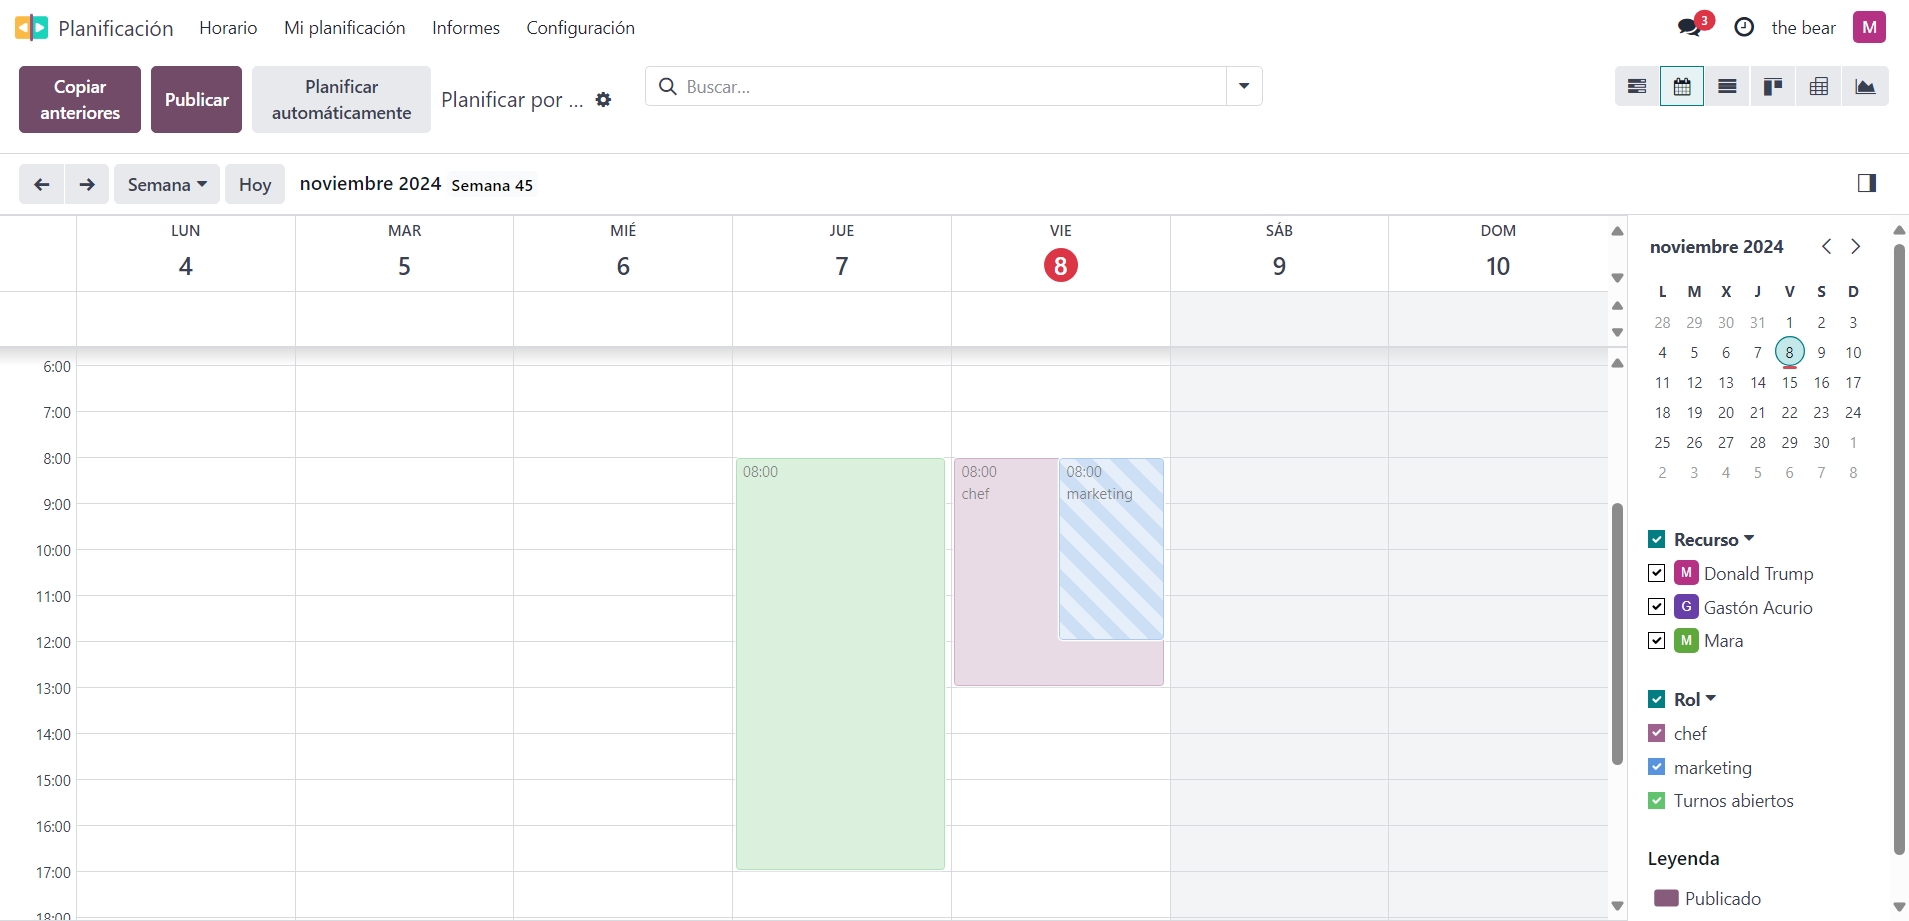 Planificación Horario Mi planificación Informes Configuración 3 the bear M
Copiar anteriores
Publicar
Planificar automáticamente
Planificar por ...
Buscar...
Semana Hoy noviembre 2024 Semana 45
LUN MAR MIÉ JUE VIE SÁB DOM
4 5 6 7 8 9 10
6:00
7:00
8:00
9:00
10:00
11:00
12:00
13:00
14:00
15:00
16:00
17:00
18:00
08:00
08:00
chef
08:00
marketing
noviembre 2024
L M X J V S D
28 29 30 31 1 2 3
4 5 6 7 8 9 10
11 12 13 14 15 16 17
18 19 20 21 22 23 24
25 26 27 28 29 30 1
2 3 4 5 6 7 8
Recurso
M Donald Trump
G Gastón Acurio
M Mara
Rol
chef
marketing
Turnos abiertos
Leyenda
Publicado